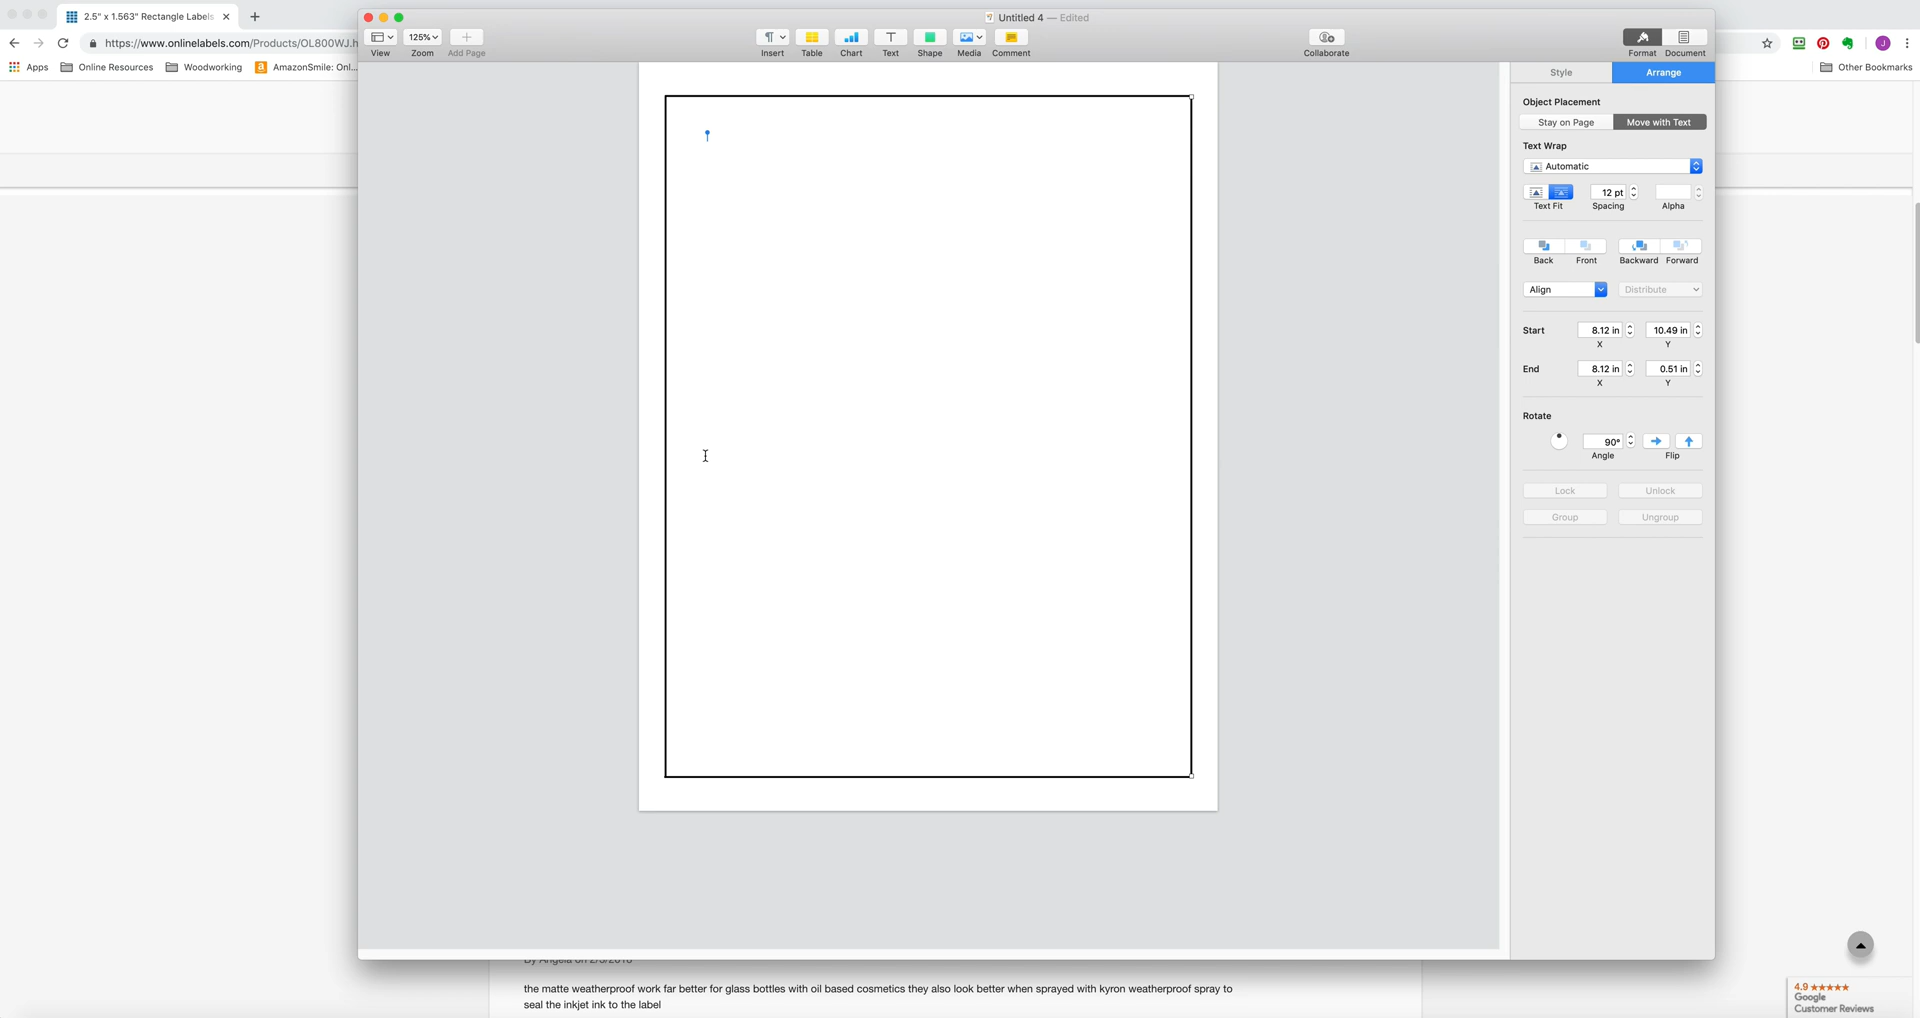 2.5" x 1.563" Rectangle Labels
https://www.onlinelabels.com/Products/OL800WJ.h
Apps
Online Resources
Woodworking
AmazonSmile: Onl...
Other Bookmarks
J
Untitled 4 — Edited
125%
View
Zoom
Add Page
Insert
Table
Chart
Text
Shape
Media
Comment
Collaborate
Format
Document
Style
Arrange
Object Placement
Stay on Page
Move with Text
Text Wrap
Automatic
12 pt
Text Fit
Spacing
Alpha
Back
Front
Backward
Forward
Align
Distribute
Start
8.12 in
10.49 in
X
Y
End
8.12 in
0.51 in
X
Y
Rotate
90°
Angle
Flip
Lock
Unlock
Group
Ungroup
the matte weatherproof work far better for glass bottles with oil based cosmetics they also look better when sprayed with kyron weatherproof spray to
seal the inkjet ink to the label
4.9 ★★★★★
Google
Customer Reviews